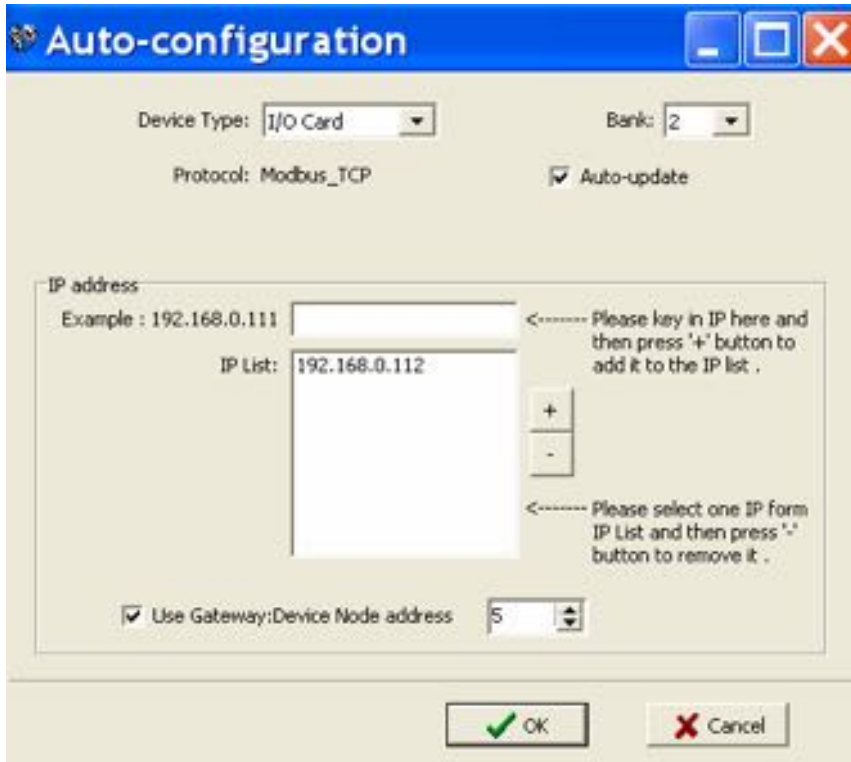 Auto-configuration
Device Type: I/O Card Bank: 2
Protocol: Modbus_TCP Auto-update
IP address
Example : 192.168.0.111 <------- Please key in IP here and
then press '+' button to
add it to the IP list .
IP List: 192.168.0.112
+
-
<------- Please select one IP form
IP List and then press '-'
button to remove it .
Use Gateway:Device Node address 5
OK Cancel